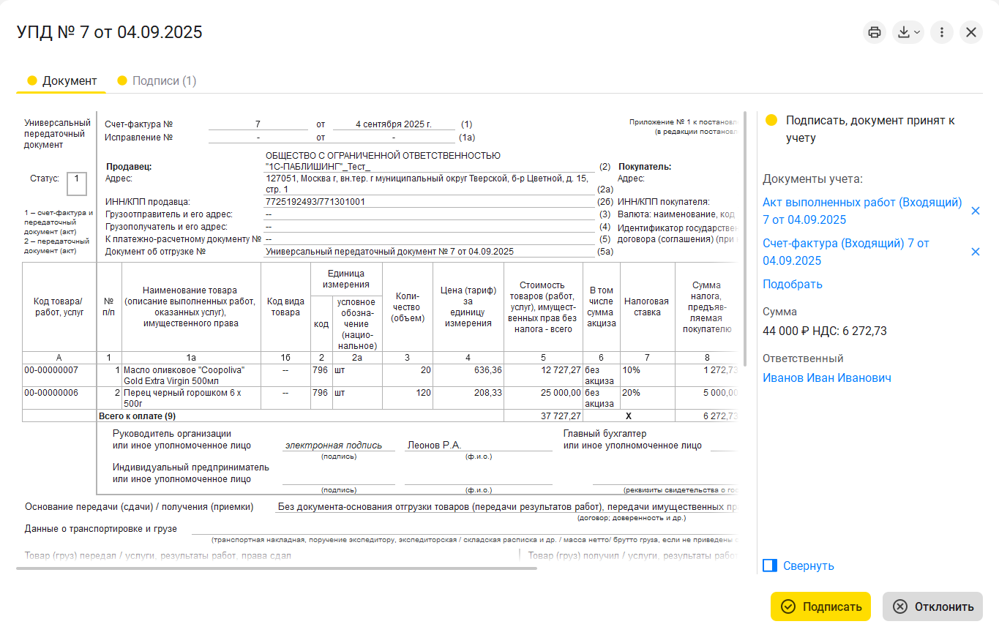 УПД № 7 от 04.09.2025
Документ
Подписи (1)
Универсальный
передаточный
документ
Статус: 1
1 – счет-фактура и
передаточный
документ (акт)
2 – передаточный
документ (акт)
Счет-фактура № 7 от 4 сентября 2025 г. (1)
Исправление № - от - (1а)
Приложение № 1 к
(в редакции
ОБЩЕСТВО С ОГРАНИЧЕННОЙ ОТВЕТСТВЕННОСТЬЮ
Продавец: "1С-ПАБЛИШИНГ"_Тест_ (2) Покупатель:
Адрес: 127051, Москва г, вн.тер. г муниципальный округ Тверской, б-р Цветной, д. 15, Адрес:
стр. 1 (2а)
ИНН/КПП продавца: 7725192493/771301001 (2б) ИНН/КПП покупателя:
Грузоотправитель и его адрес: -- (3) Валюта: наименование, код
Грузополучатель и его адрес: -- (4) Идентификатор
К платежно-расчетному документу № -- (5) договора (соглашения) (при
Документ об отгрузке № Универсальный передаточный документ № 7 от 04.09.2025 (5а)
Код товара/
работ, услуг
№
п/п
Наименование товара
(описание выполненных работ,
оказанных услуг),
имущественного права
Код вида
товара
Единица
измерения
код
условное
обозна-
чение
(нацио-
нальное)
Коли-
чество
(объем)
Цена (тариф)
за
единицу
измерения
Стоимость
товаров (работ,
услуг), имущест-
венных прав без
налога - всего
В том
числе
сумма
акциза
Налоговая
ставка
Сумма
налога,
предъяв-
ляемая
покупателю
А 1 1а 1б 2 2а 3 4 5 6 7 8
00-00000007 1 Масло оливковое "Coopoliva" -- 796 шт 20 636,36 12 727,27 без 10% 1 272,73
Gold Extra Virgin 500мл акциза
00-00000006 2 Перец черный горошком 6 х -- 796 шт 120 208,33 25 000,00 без 20% 5 000,00
500г акциза
Всего к оплате (9) 37 727,27 Х 6 272,73
Руководитель организации Главный бухгалтер
или иное уполномоченное лицо электронная подпись Леонов Р.А. или иное уполномоченное лицо
(подпись) (ф.и.о.)
Индивидуальный предприниматель
или иное уполномоченное лицо
(подпись) (ф.и.о.) (реквизиты свидетельства о
Основание передачи (сдачи) / получения (приемки) Без документа-основания отгрузки товаров (передачи результатов работ), передачи имущественных
(договор; доверенность и др.)
Данные о транспортировке и грузе
(транспортная накладная, поручение экспедитору, экспедиторская / складская расписка и др. / масса нетто/ брутто груза, если не приведены
Товар (груз) передал / услуги, результаты работ, права сдал Товар (груз) получил / услуги, результаты
Подписать, документ принят к
учету
Документы учета:
Акт выполненных работ (Входящий)
7 от 04.09.2025
Счет-фактура (Входящий) 7 от
04.09.2025
Подобрать
Сумма
44 000 ₽ НДС: 6 272,73
Ответственный
Иванов Иван Иванович
Свернуть
Подписать
Отклонить